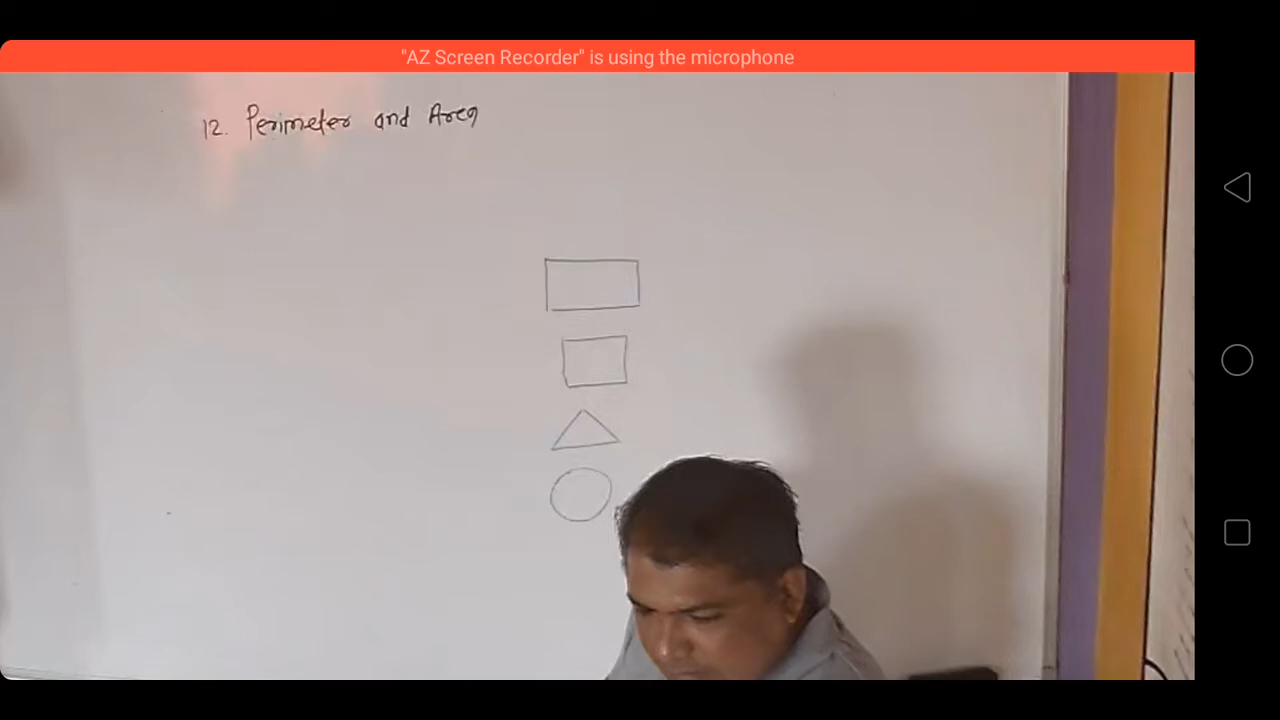 "AZ Screen Recorder" is using the microphone
12. Perimeter and Area